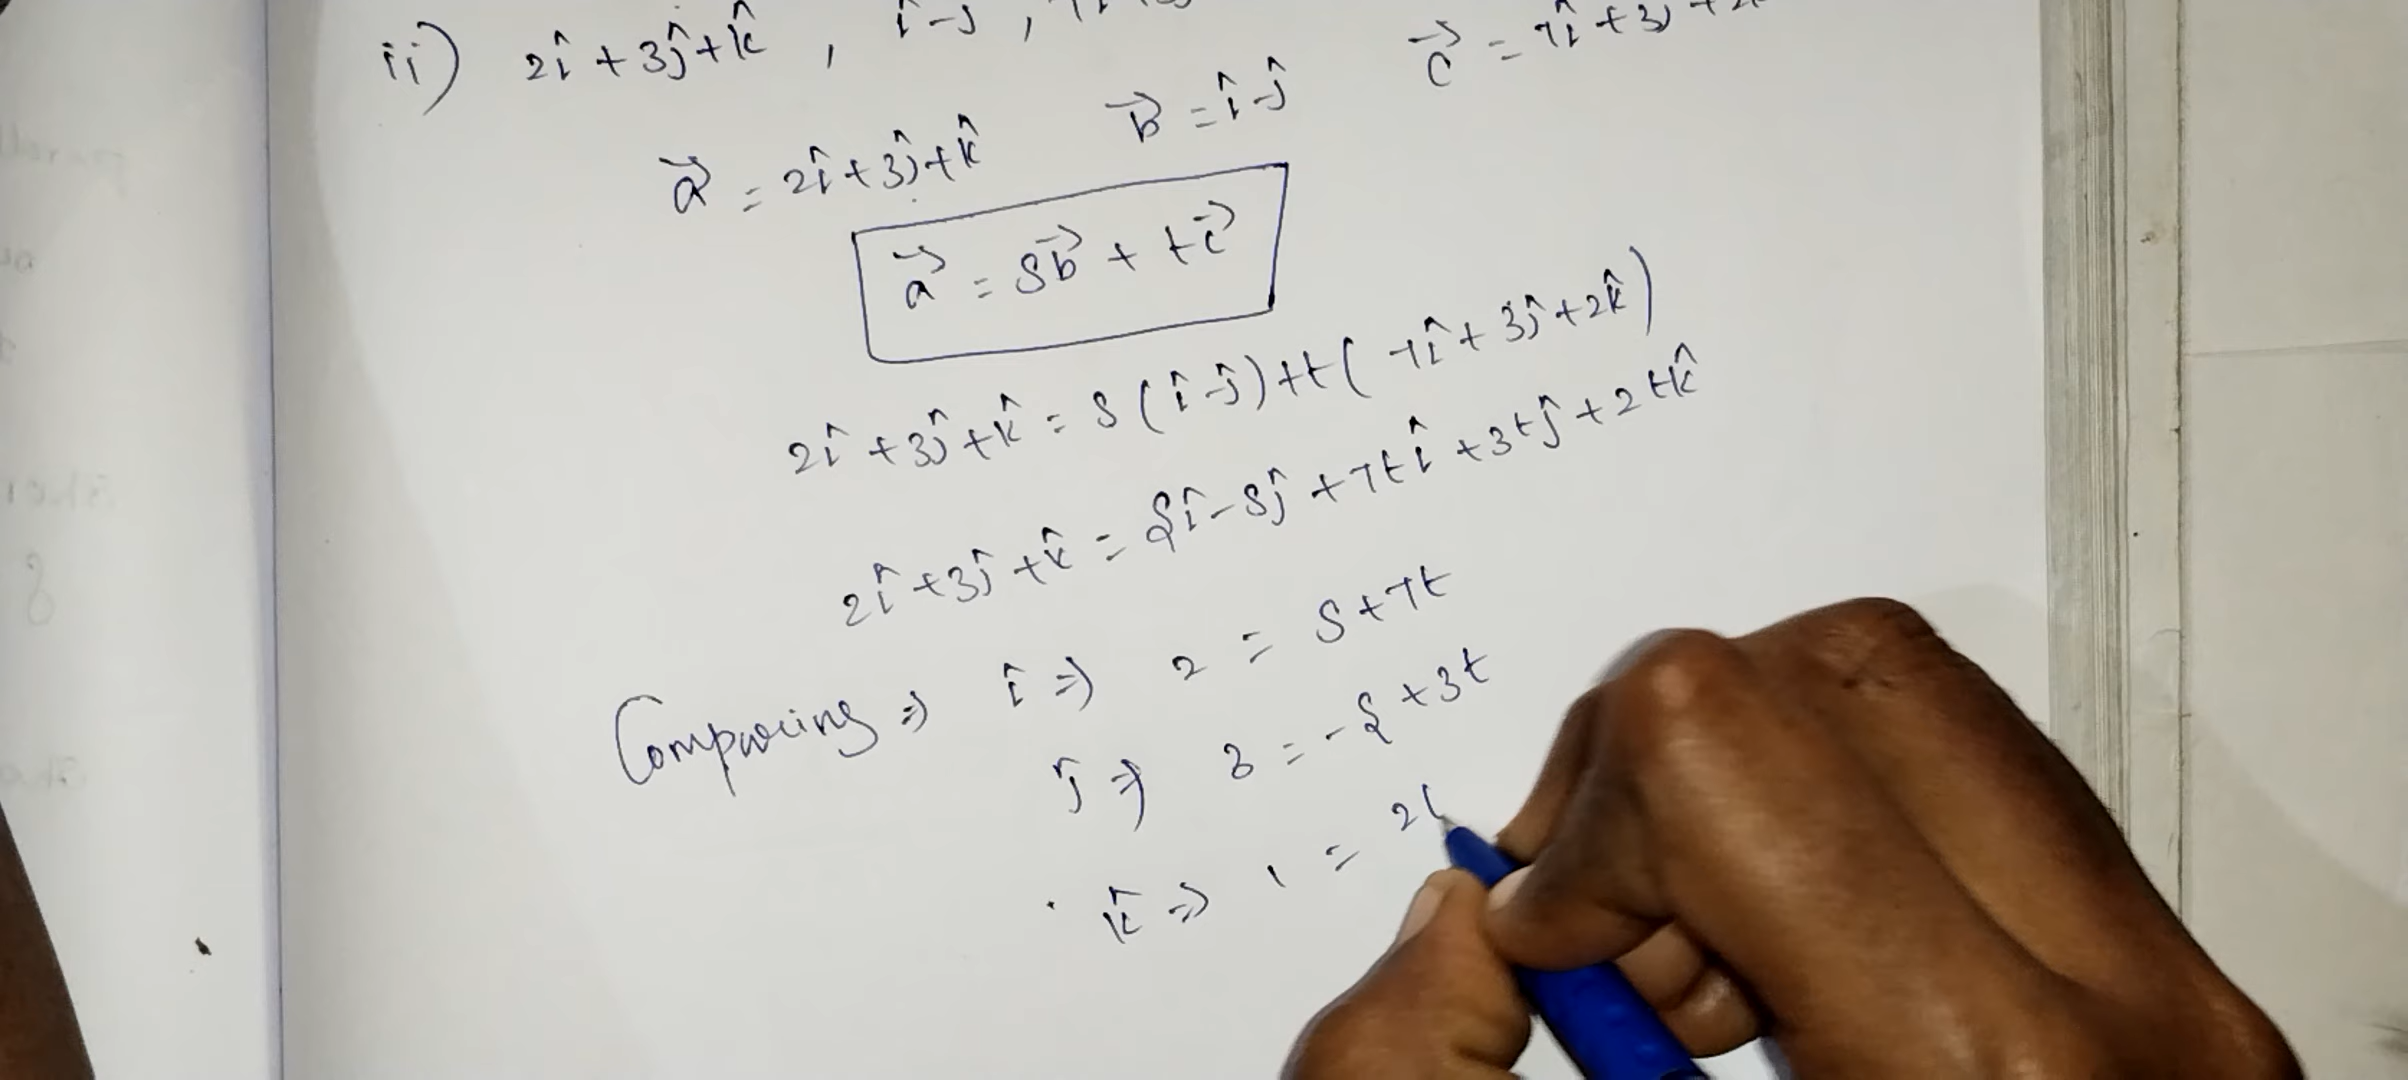 ii) 2î + 3ĵ + k̂ , î - ĵ ,
a⃗ = 2î + 3ĵ + k̂ b⃗ = î - ĵ c⃗ = 7î + 3ĵ +
a⃗ = sb⃗ + tc⃗
2î + 3ĵ + k̂ = s(î - ĵ) + t(7î + 3ĵ + 2k̂)
2î + 3ĵ + k̂ = sî - sĵ + 7tî + 3tĵ + 2tk̂
Comparing ⇒ î ⇒ 2 = s + 7t
ĵ ⇒ 3 = -s + 3t
k̂ ⇒ 1 = 2